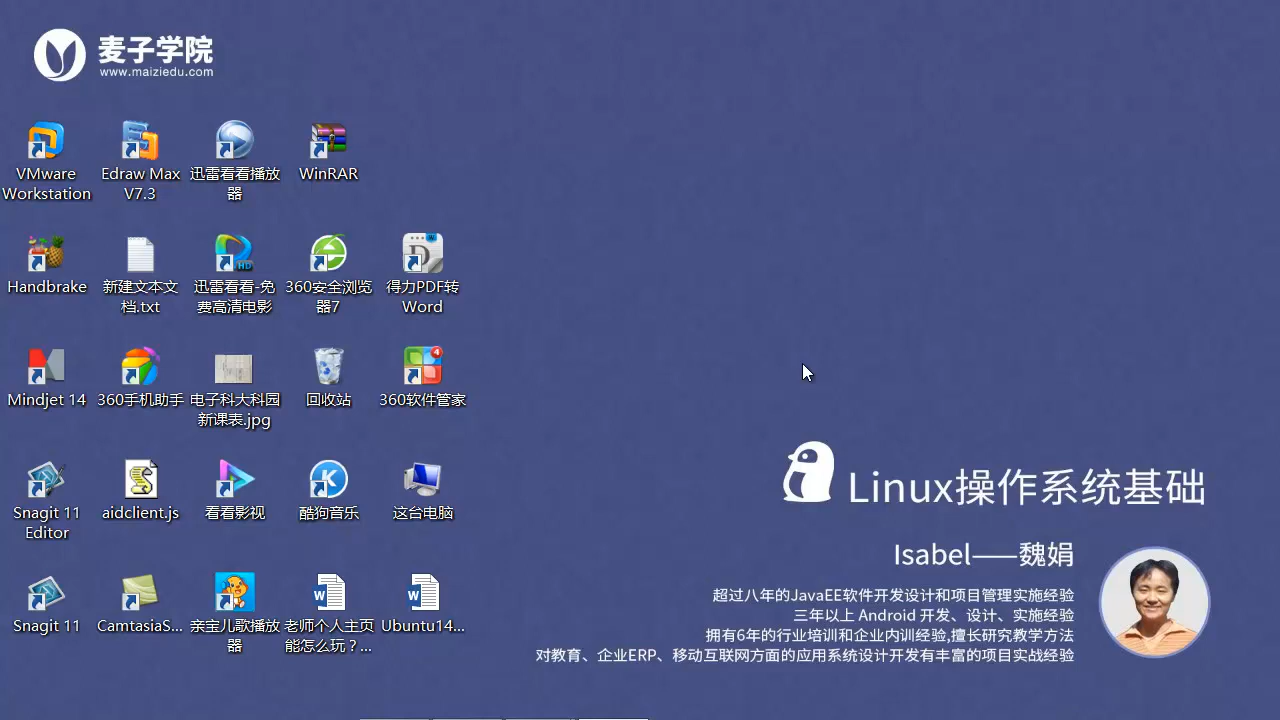 麦子学院
www.maiziedu.com
VMware
Workstation
Edraw Max
V7.3
迅雷看看播放
器
WinRAR
Handbrake
新建文本文
档.txt
迅雷看看-免
费高清电影
360安全浏览
器7
得力PDF转
Word
Mindjet 14
360手机助手
电子科大科园
新课表.jpg
回收站
360软件管家
Snagit 11
Editor
aidclient.js
看看影视
酷狗音乐
这台电脑
Snagit 11
CamtasiaS...
亲宝儿歌播放
器
老师个人主页
能怎么玩？...
Ubuntu14...
Linux操作系统基础
Isabel——魏娟
超过八年的JavaEE软件开发设计和项目管理实施经验
三年以上 Android 开发、设计、实施经验
拥有6年的行业培训和企业内训经验,擅长研究教学方法
对教育、企业ERP、移动互联网方面的应用系统设计开发有丰富的项目实战经验